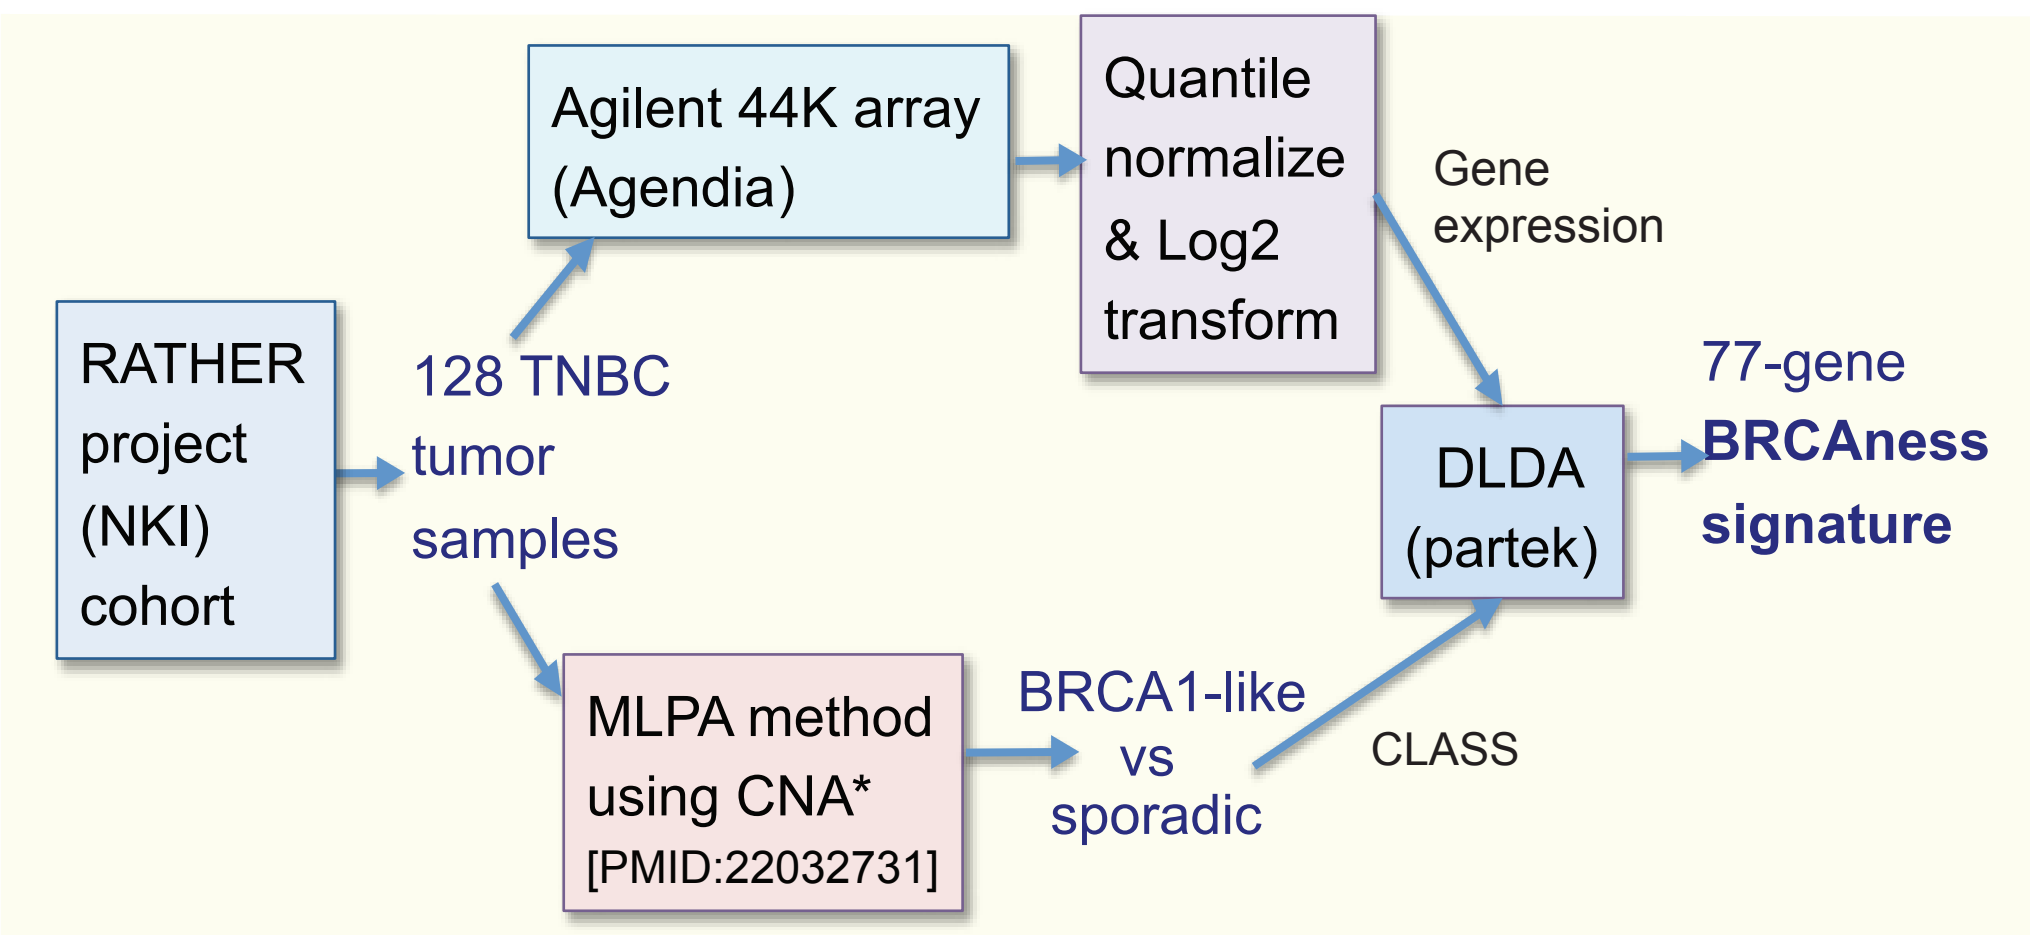 RATHER
project
(NKI)
cohort
128 TNBC
tumor
samples
Agilent 44K array
(Agendia)
Quantile
normalize
& Log2
transform
Gene
expression
MLPA method
using CNA*
[PMID:22032731]
BRCA1-like
vs
sporadic
CLASS
DLDA
(partek)
77-gene
BRCAness
signature